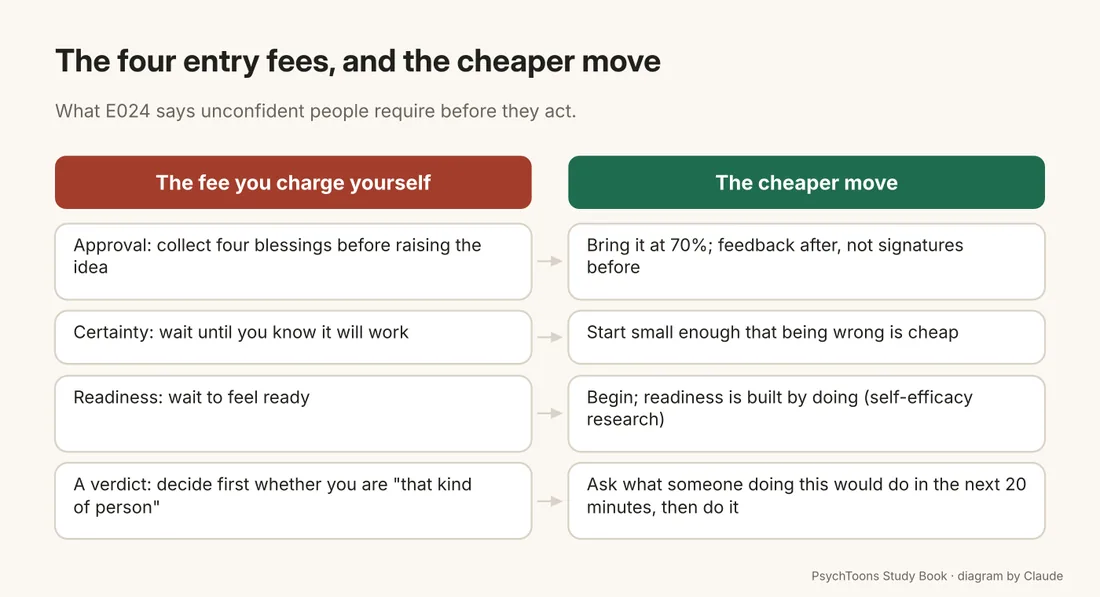 The four entry fees, and the cheaper move
What E024 says unconfident people require before they act.
The fee you charge yourself
The cheaper move
Approval: collect four blessings before raising the
idea
Bring it at 70%; feedback after, not signatures
before
Certainty: wait until you know it will work
Start small enough that being wrong is cheap
Readiness: wait to feel ready
Begin; readiness is built by doing (self-efficacy
research)
A verdict: decide first whether you are "that kind
of person"
Ask what someone doing this would do in the next 20
minutes, then do it
PsychToons Study Book · diagram by Claude